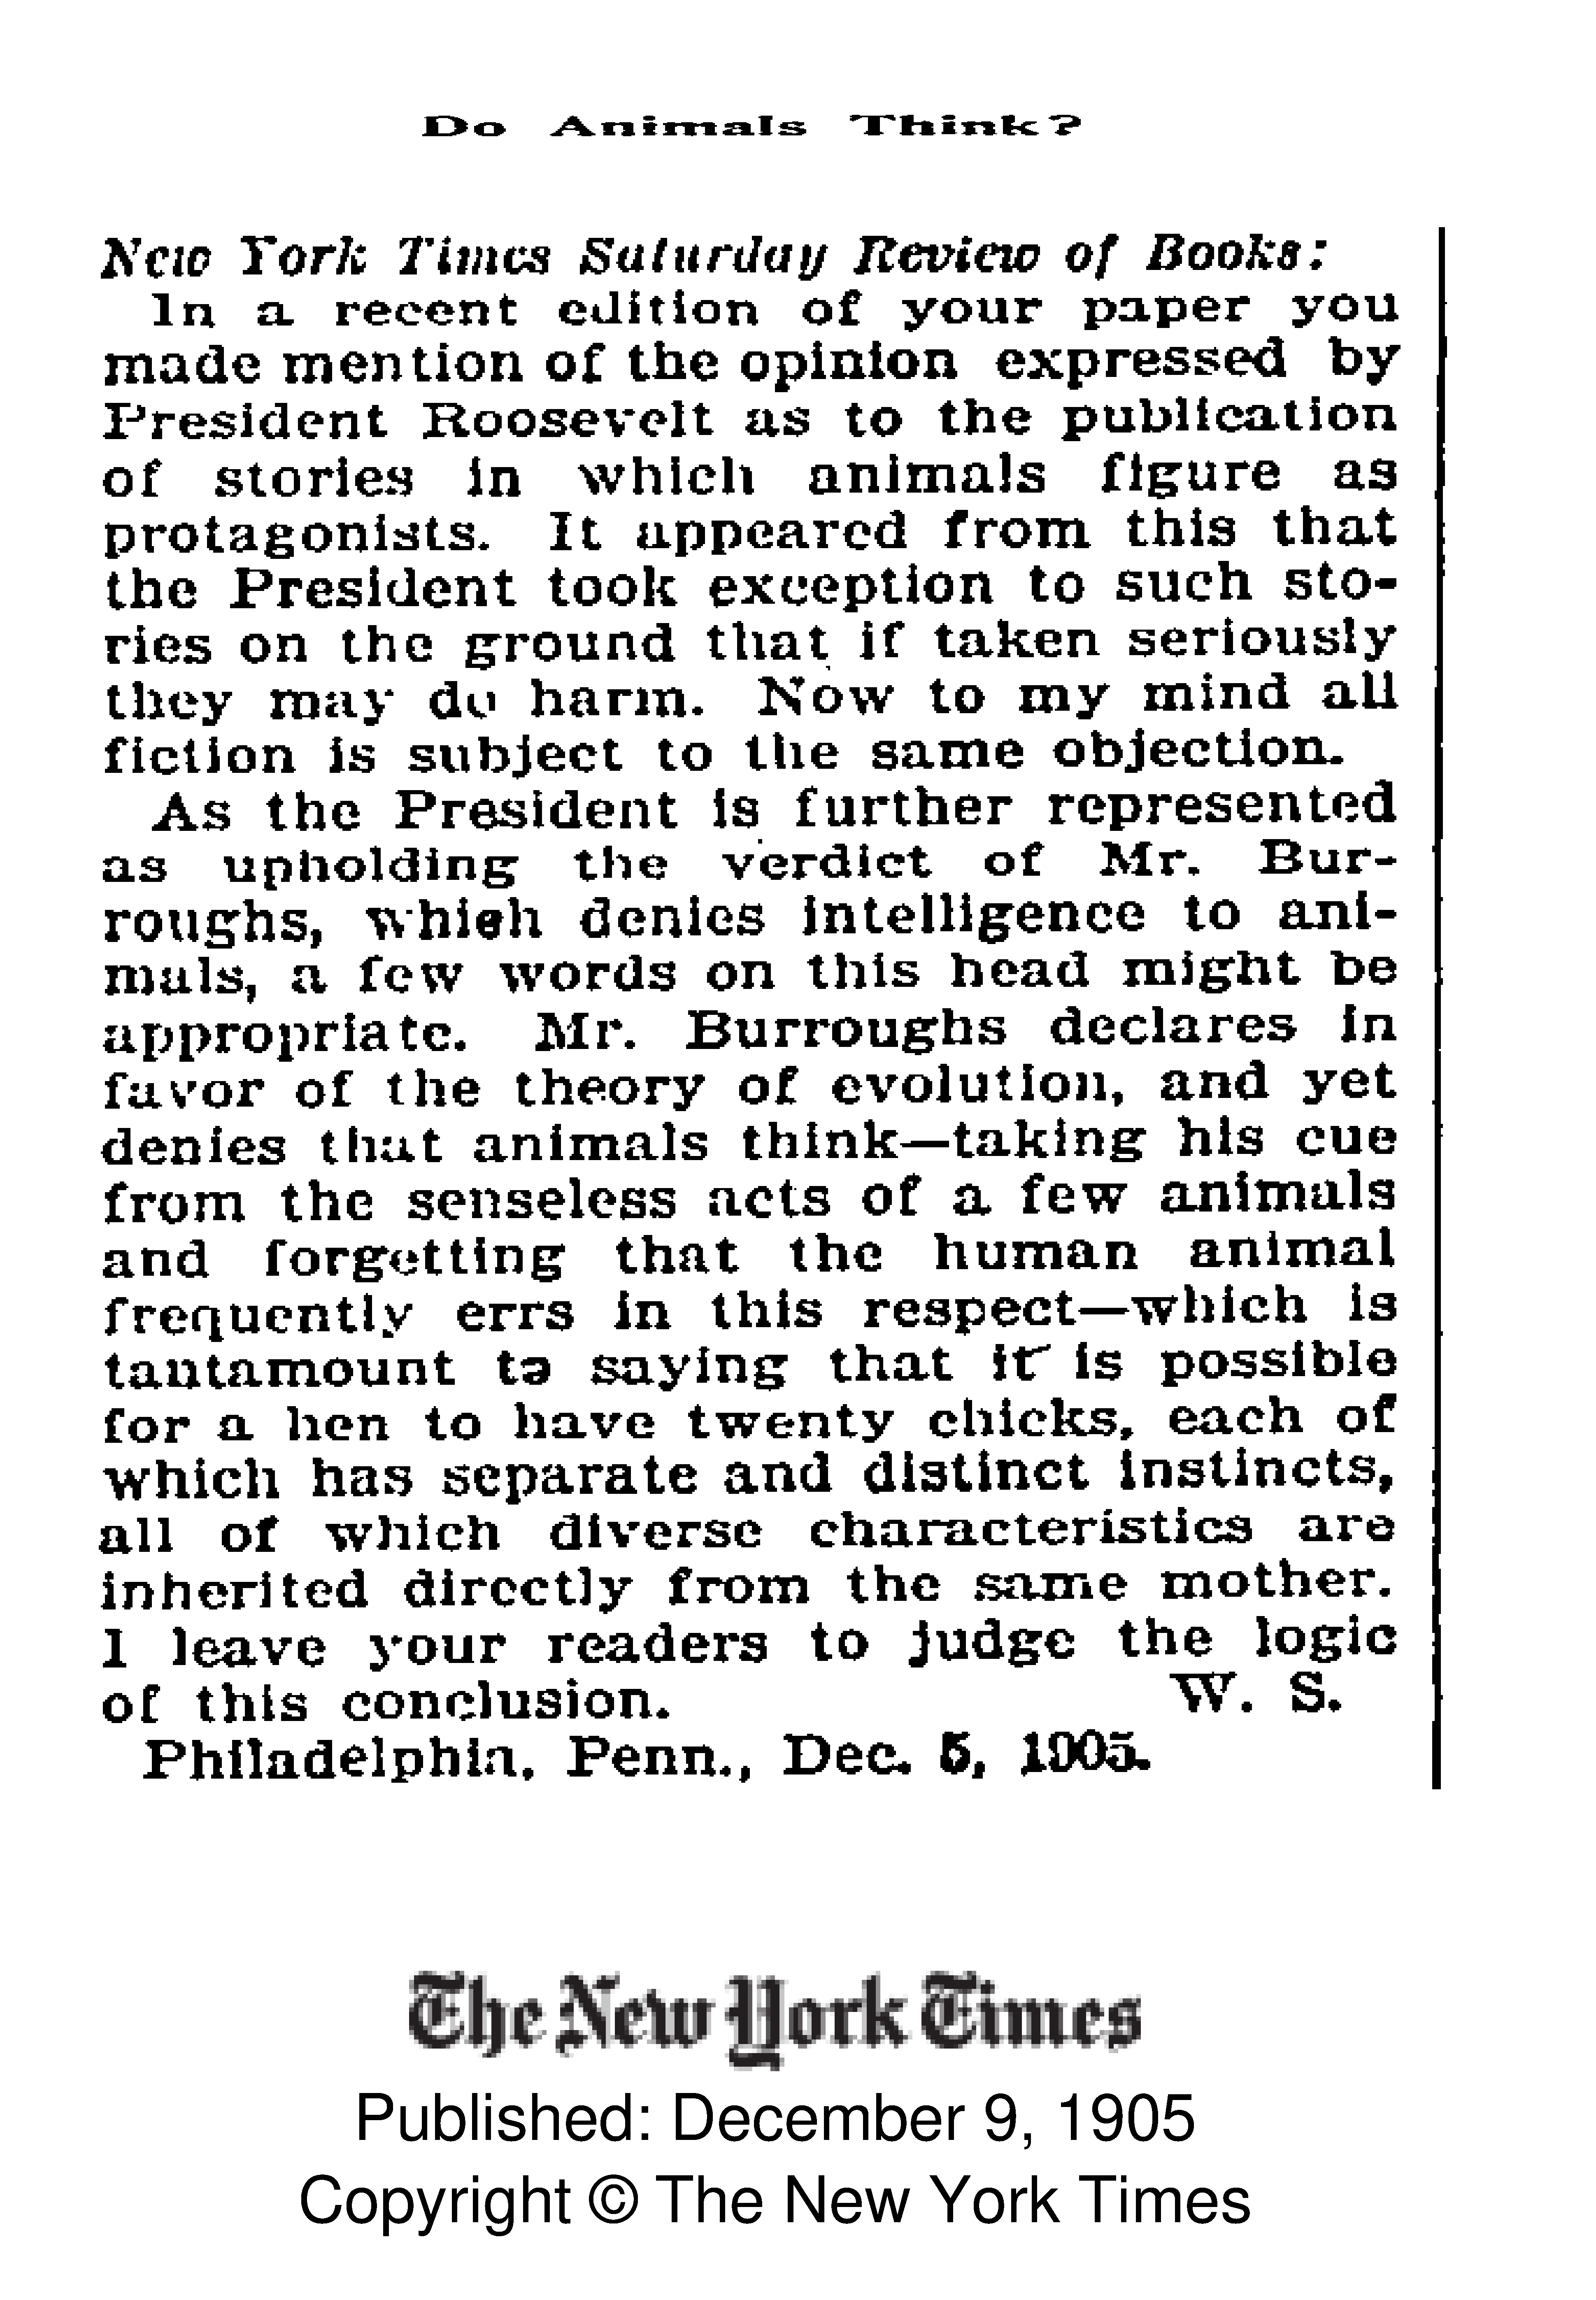 Do Animals Think?
New York Times Saturday Review of Books:
In a recent edition of your paper you
made mention of the opinion expressed by
President Roosevelt as to the publication
of stories in which animals figure as
protagonists. It appeared from this that
the President took exception to such sto-
ries on the ground that if taken seriously
they may do harm. Now to my mind all
fiction is subject to the same objection.
As the President is further represented
as upholding the verdict of Mr. Bur-
roughs, which denies intelligence to ani-
mals, a few words on this head might be
appropriate. Mr. Burroughs declares in
favor of the theory of evolution, and yet
denies that animals think—taking his cue
from the senseless acts of a few animals
and forgetting that the human animal
frequently errs in this respect—which is
tantamount to saying that it is possible
for a hen to have twenty chicks, each of
which has separate and distinct instincts,
all of which diverse characteristics are
inherited directly from the same mother.
I leave your readers to judge the logic
of this conclusion. W. S.
Philadelphia, Penn., Dec. 5, 1905.
The New York Times
Published: December 9, 1905
Copyright © The New York Times